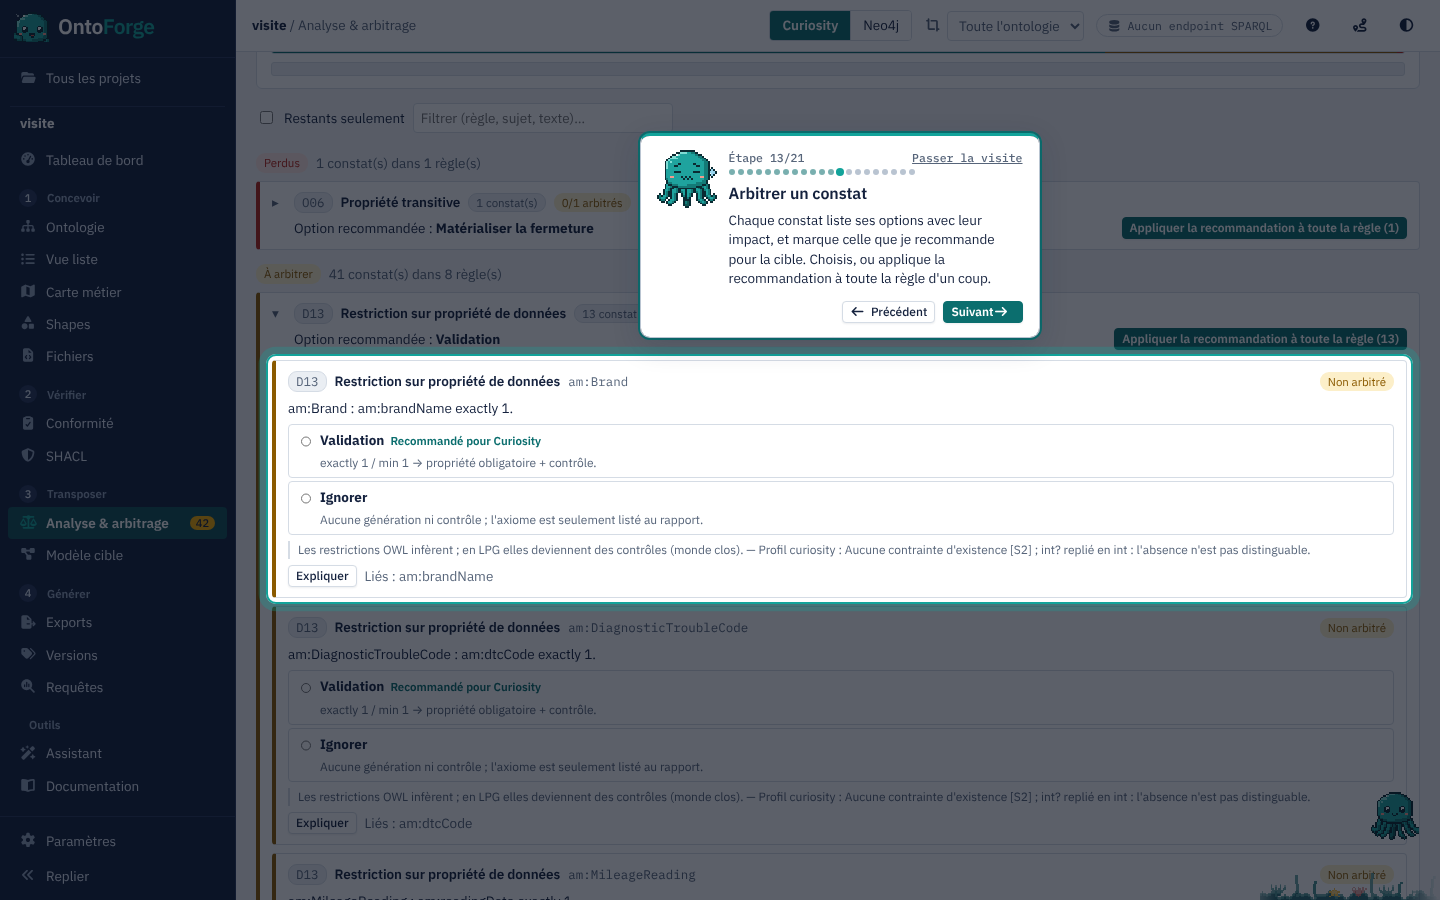 OntoForge
visite / Analyse & arbitrage
Curiosity
Neo4j
Toute l'ontologie
Aucun endpoint SPARQL
Tous les projets
visite
Tableau de bord
1 Concevoir
Ontologie
Vue liste
Carte métier
Shapes
Fichiers
2 Vérifier
Conformité
SHACL
3 Transposer
Analyse & arbitrage 42
Modèle cible
4 Générer
Exports
Versions
Requêtes
Outils
Assistant
Documentation
Paramètres
Replier
Restants seulement
Filtrer (règle, sujet, texte)...
Perdus 1 constat(s) dans 1 règle(s)
O06 Propriété transitive 1 constat(s) 0/1 arbitrés
Option recommandée : Matérialiser la fermeture
Appliquer la recommandation à toute la règle (1)
À arbitrer 41 constat(s) dans 8 règle(s)
D13 Restriction sur propriété de données 13 constat
Option recommandée : Validation
Appliquer la recommandation à toute la règle (13)
Étape 13/21
Passer la visite
Arbitrer un constat
Chaque constat liste ses options avec leur
impact, et marque celle que je recommande
pour la cible. Choisis, ou applique la
recommandation à toute la règle d'un coup.
← Précédent
Suivant→
D13 Restriction sur propriété de données am:Brand
Non arbitré
am:Brand : am:brandName exactly 1.
Validation Recommandé pour Curiosity
exactly 1 / min 1 → propriété obligatoire + contrôle.
Ignorer
Aucune génération ni contrôle ; l'axiome est seulement listé au rapport.
Les restrictions OWL infèrent ; en LPG elles deviennent des contrôles (monde clos). — Profil curiosity : Aucune contrainte d'existence [S2] ; int? replié en int : l'absence n'est pas distinguable.
Expliquer Liés : am:brandName
D13 Restriction sur propriété de données am:DiagnosticTroubleCode
Non arbitré
am:DiagnosticTroubleCode : am:dtcCode exactly 1.
Validation Recommandé pour Curiosity
exactly 1 / min 1 → propriété obligatoire + contrôle.
Ignorer
Aucune génération ni contrôle ; l'axiome est seulement listé au rapport.
Les restrictions OWL infèrent ; en LPG elles deviennent des contrôles (monde clos). — Profil curiosity : Aucune contrainte d'existence [S2] ; int? replié en int : l'absence n'est pas distinguable.
Expliquer Liés : am:dtcCode
D13 Restriction sur propriété de données am:MileageReading
Non arbitré
am:MileageReading : am:readingDate exactly 1.